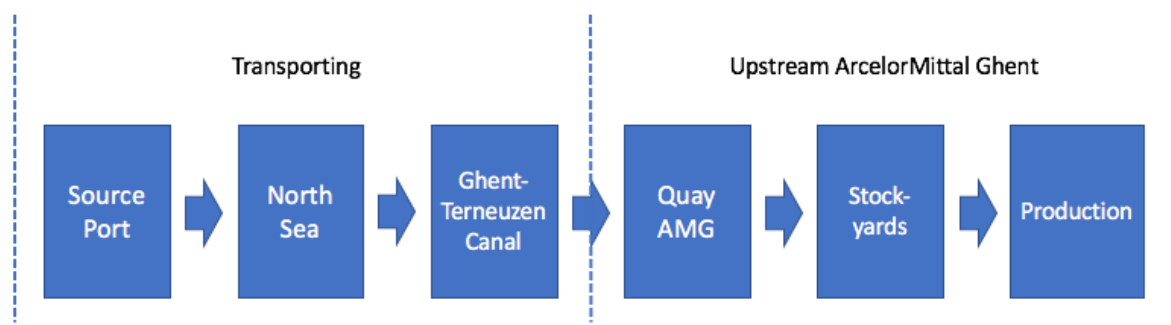 Transporting
Upstream ArcelorMittal Ghent
Source
Port
North
Sea
Ghent-
Terneuzen
Canal
Quay
AMG
Stock-
yards
Production